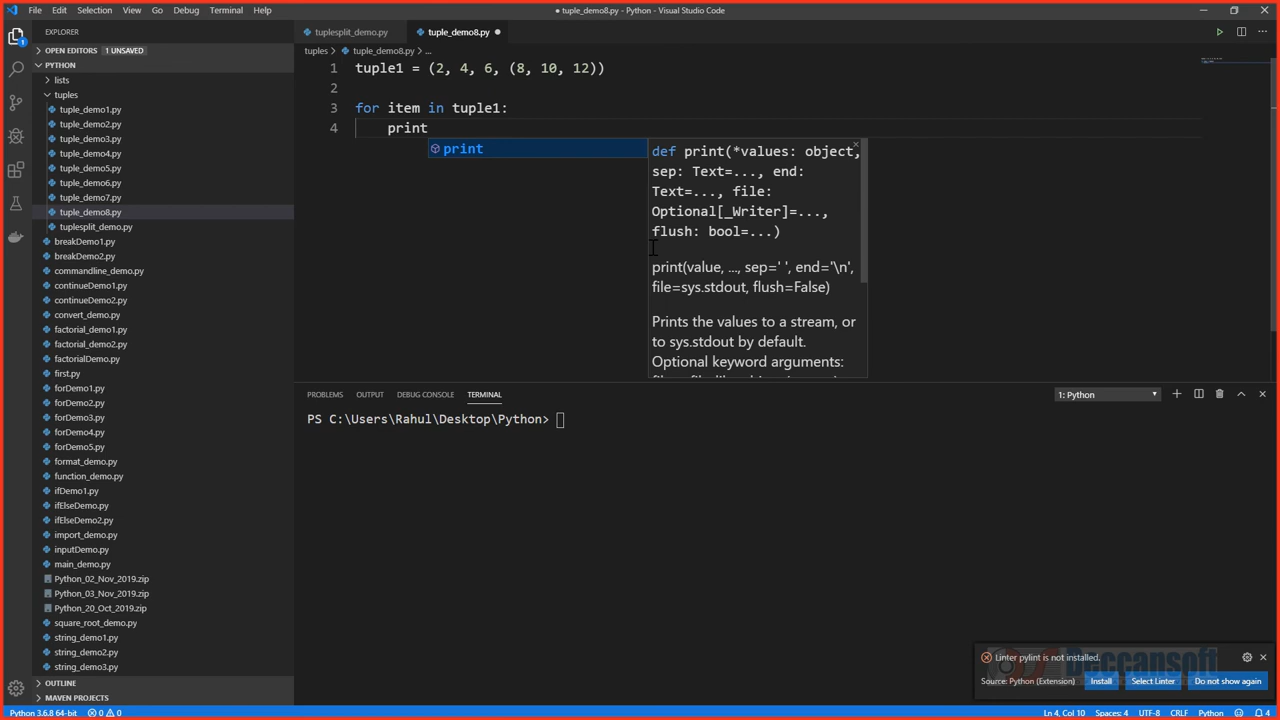 File Edit Selection View Go Debug Terminal Help
● tuple_demo8.py - Python - Visual Studio Code
EXPLORER
OPEN EDITORS 1 UNSAVED
PYTHON
lists
tuples
tuple_demo1.py
tuple_demo2.py
tuple_demo3.py
tuple_demo4.py
tuple_demo5.py
tuple_demo6.py
tuple_demo7.py
tuple_demo8.py
tuplesplit_demo.py
breakDemo1.py
breakDemo2.py
commandline_demo.py
continueDemo1.py
continueDemo2.py
convert_demo.py
factorial_demo1.py
factorial_demo2.py
factorialDemo.py
first.py
forDemo1.py
forDemo2.py
forDemo3.py
forDemo4.py
forDemo5.py
format_demo.py
function_demo.py
ifDemo1.py
ifElseDemo.py
ifElseDemo2.py
import_demo.py
inputDemo.py
main_demo.py
Python_02_Nov_2019.zip
Python_03_Nov_2019.zip
Python_20_Oct_2019.zip
square_root_demo.py
string_demo1.py
string_demo2.py
string_demo3.py
OUTLINE
MAVEN PROJECTS
tuplesplit_demo.py tuple_demo8.py ●
tuples > tuple_demo8.py > ...
1 tuple1 = (2, 4, 6, (8, 10, 12))
2
3 for item in tuple1:
4 print
print
def print(*values: object,
sep: Text=..., end:
Text=..., file:
Optional[_Writer]=...,
flush: bool=...)
print(value, ..., sep=' ', end='\n',
file=sys.stdout, flush=False)
Prints the values to a stream, or
to sys.stdout by default.
Optional keyword arguments:
PROBLEMS OUTPUT DEBUG CONSOLE TERMINAL
1: Python
PS C:\Users\Rahul\Desktop\Python>
Linter pylint is not installed.
Source: Python (Extension) Install Select Linter Do not show again
Deccansoft
Python 3.6.8 64-bit 0 0 Ln 4, Col 10 Spaces: 4 UTF-8 CRLF Python 4